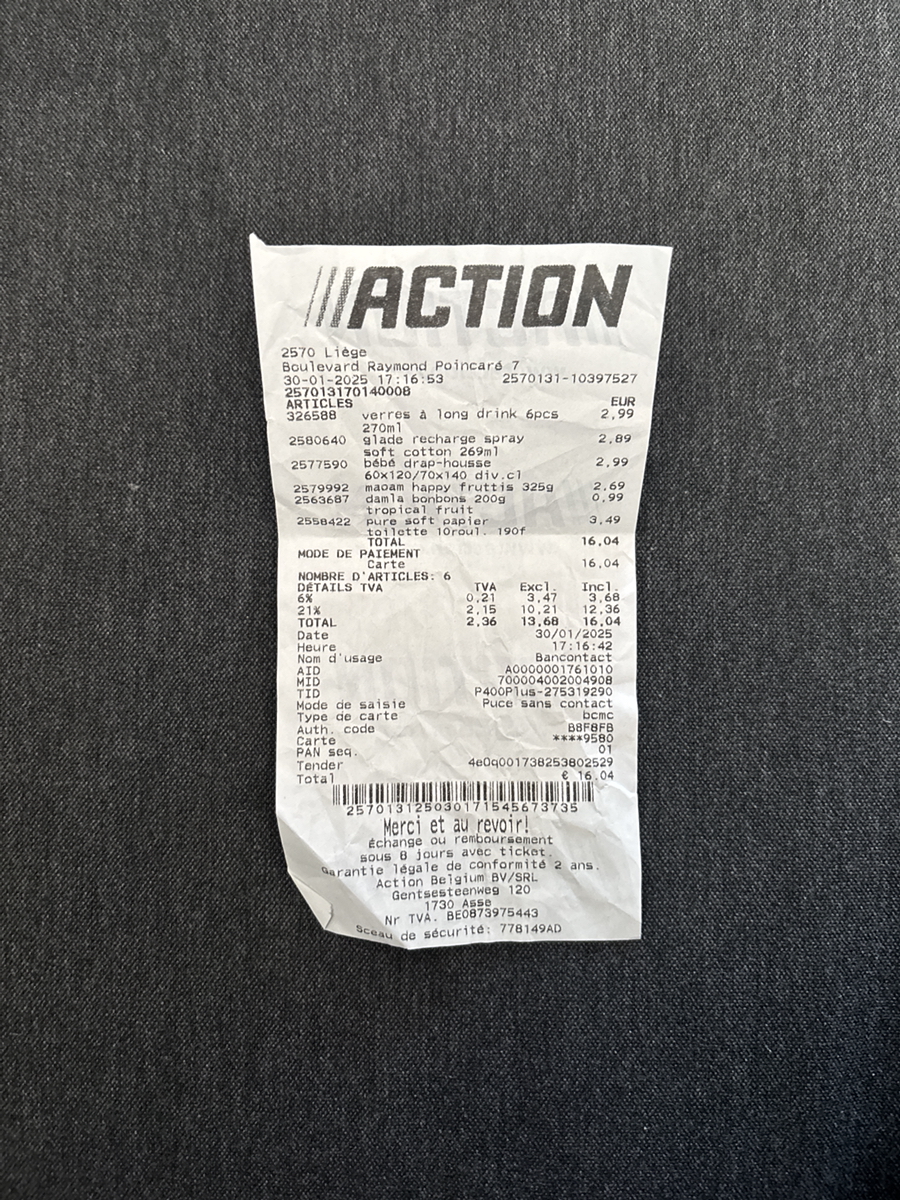 ACTION
2570 Liège
Boulevard Raymond Poincaré 7
30-01-2025 17:16:53 2570131-10397527
257013170140008
ARTICLES EUR
326588 verres à long drink 6pcs 2,99
270ml
2580640 glade recharge spray 2,89
soft cotton 269ml
2577590 bébé drap-housse 2,99
60x120/70x140 div.cl
2579992 maoam happy fruttis 325g 2,69
2563687 damla bonbons 200g 0,99
tropical fruit
2558422 pure soft papier 3,49
toilette 10roul. 190f
TOTAL 16,04
MODE DE PAIEMENT
Carte 16,04
NOMBRE D'ARTICLES: 6
DÉTAILS TVA TVA Excl. Incl.
6% 0,21 3,47 3,68
21% 2,15 10,21 12,36
TOTAL 2,36 13,68 16,04
Date 30/01/2025
Heure 17:16:42
Nom d'usage Bancontact
AID A0000001761010
MID 700004002004908
TID P400Plus-275319290
Mode de saisie Puce sans contact
Type de carte bcmc
Auth. code B8F8FB
Carte ****9580
PAN seq. 01
Tender 4e0q001738253802529
Total € 16.04
2570131250301715456​73735
Merci et au revoir!
Échange ou remboursement
sous 8 jours avec ticket.
Garantie légale de conformité 2 ans.
Action Belgium BV/SRL
Gentsesteenweg 120
1730 Asse
Nr TVA. BE0873975443
Sceau de sécurité: 778149AD